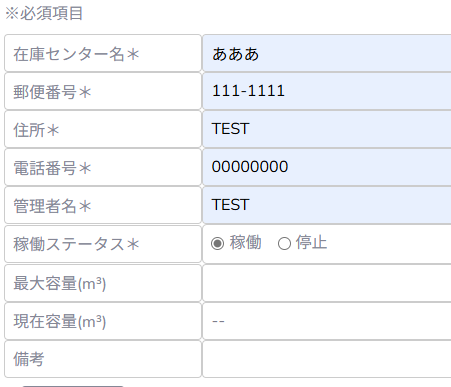 ※必須項目
在庫センター名＊ あああ
郵便番号＊ 111-1111
住所＊ TEST
電話番号＊ 00000000
管理者名＊ TEST
稼働ステータス＊ 稼働 停止
最大容量(m³)
現在容量(m³) --
備考